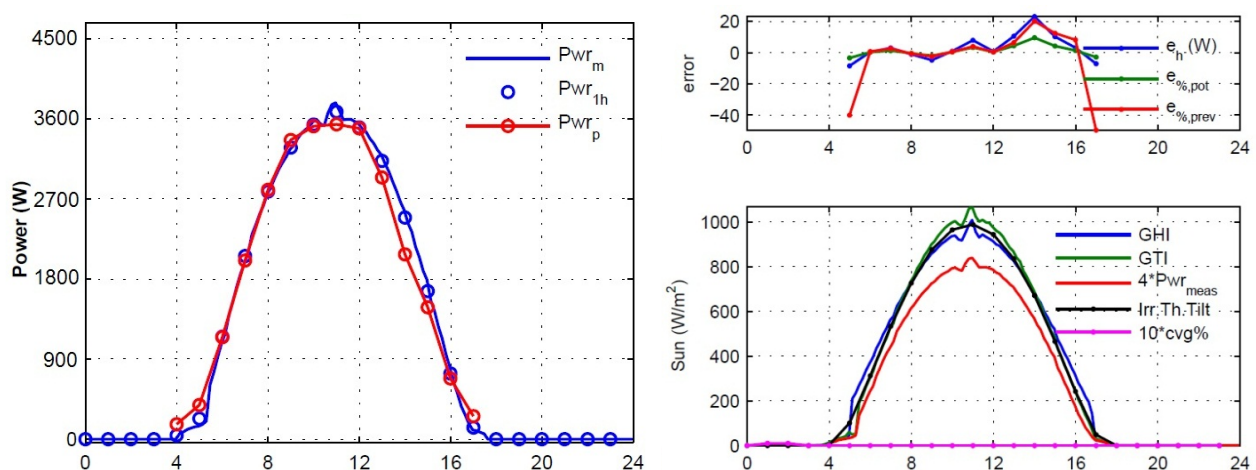 4500
3600
2700
1800
900
0
Power (W)
Pwr_m
Pwr_1h
Pwr_p
0 4 8 12 16 20 24
20
0
−20
−40
error
e_h (W)
e_%,pot
e_%,prev
0 4 8 12 16 20 24
1000
800
600
400
200
0
Sun (W/m²)
GHI
GTI
4*Pwr_meas
Irr.Th.Tilt
10*cvg%
0 4 8 12 16 20 24